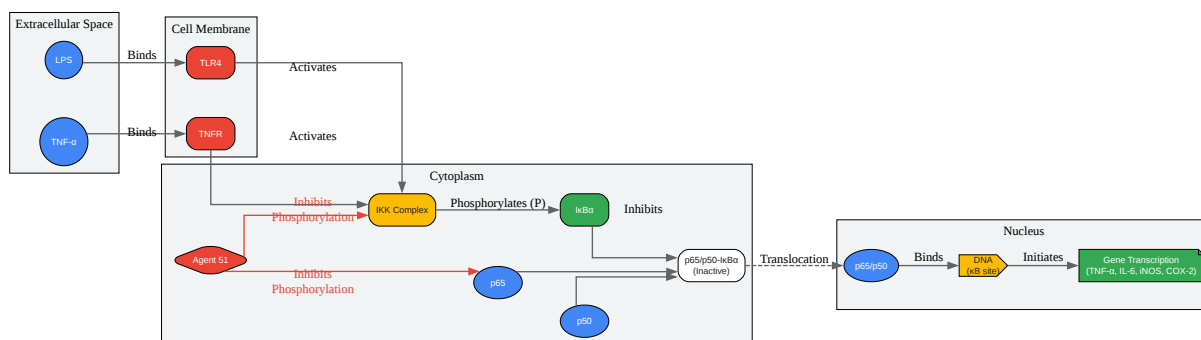 Extracellular Space
LPS
TNF-α
Binds
Binds
Cell Membrane
TLR4
TNFR
Activates
Activates
Cytoplasm
Inhibits
Phosphorylation
IKK Complex
Phosphorylates (P)
IκBα
Inhibits
Agent 51
Inhibits
Phosphorylation
p65
p50
p65/p50-IκBα
(Inactive)
Translocation
Nucleus
p65/p50
Binds
DNA
(κB site)
Initiates
Gene Transcription
(TNF-α, IL-6, iNOS, COX-2)